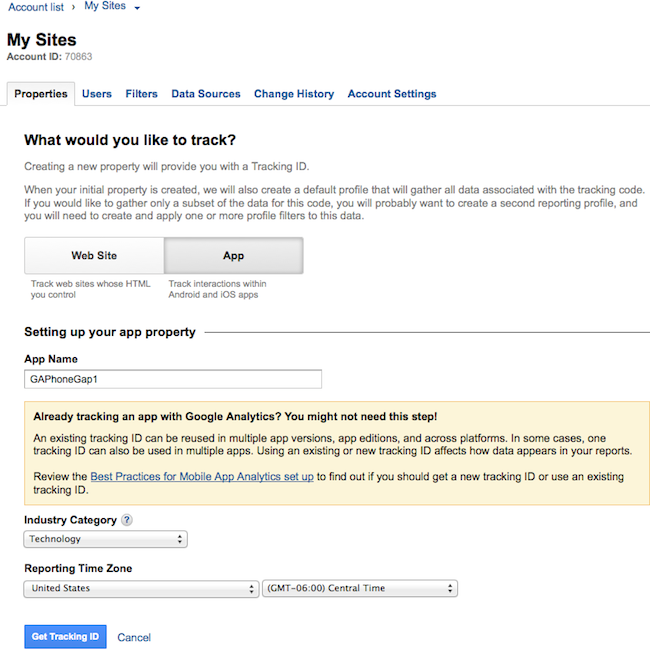 Account list › My Sites
My Sites
Account ID: 70863
Properties Users Filters Data Sources Change History Account Settings
What would you like to track?
Creating a new property will provide you with a Tracking ID.
When your initial property is created, we will also create a default profile that will gather all data associated with the tracking code.
If you would like to gather only a subset of the data for this code, you will probably want to create a second reporting profile, and
you will need to create and apply one or more profile filters to this data.
Web Site App
Track web sites whose HTML
you control
Track interactions within
Android and iOS apps
Setting up your app property
App Name
GAPhoneGap1
Already tracking an app with Google Analytics? You might not need this step!
An existing tracking ID can be reused in multiple app versions, app editions, and across platforms. In some cases, one
tracking ID can also be used in multiple apps. Using an existing or new tracking ID affects how data appears in your reports.
Review the Best Practices for Mobile App Analytics set up to find out if you should get a new tracking ID or use an existing
tracking ID.
Industry Category ?
Technology
Reporting Time Zone
United States (GMT-06:00) Central Time
Get Tracking ID Cancel